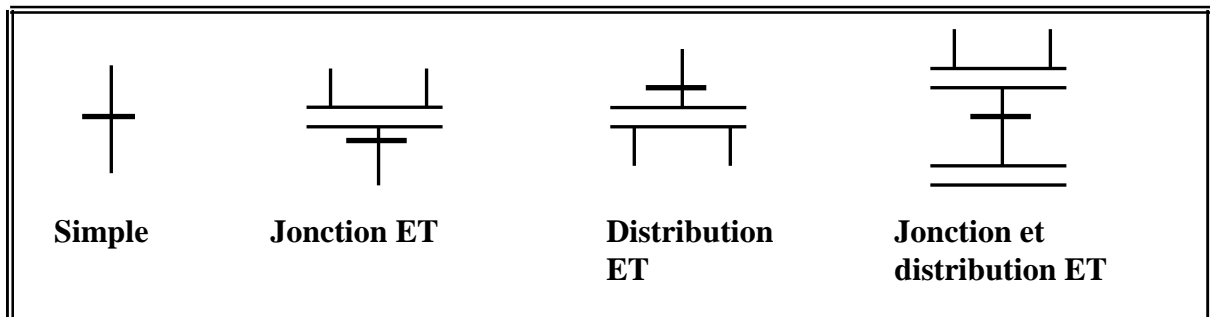 Simple
Jonction ET
Distribution
ET
Jonction et
distribution ET